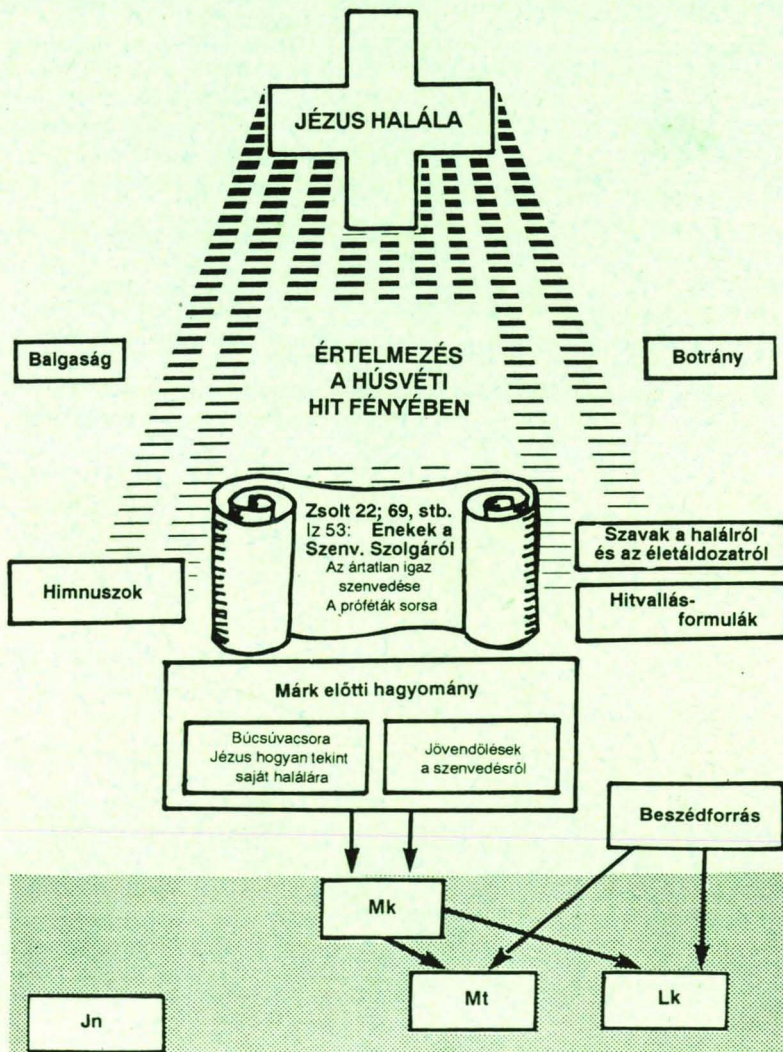 JÉZUS HALÁLA
Balgaság
Botrány
ÉRTELMEZÉS
A HÚSVÉTI
HIT FÉNYÉBEN
Zsolt 22; 69, stb.
Iz 53: Énekek a
Szenv. Szolgáról
Az ártatlan igaz
szenvedése
A próféták sorsa
Himnuszok
Szavak a halálról
és az életáldozatról
Hitvallás-
formulák
Márk előtti hagyomány
Búcsúvacsora
Jézus hogyan tekint
saját halálára
Jövendölések
a szenvedésről
Beszédforrás
Mk
Mt
Lk
Jn